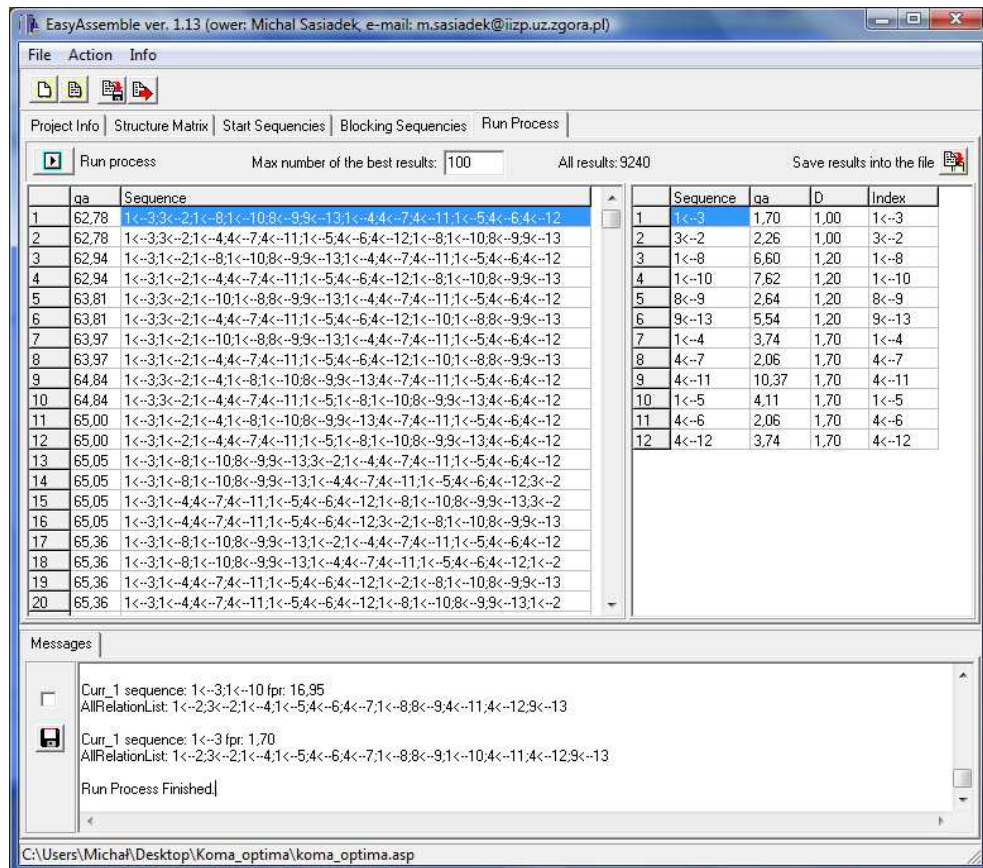 EasyAssemble ver. 1.13 (ower: Michal Sasiadek, e-mail: m.sasiadek@iizp.uz.zgora.pl)
File Action Info
Project Info Structure Matrix Start Sequencies Blocking Sequencies Run Process
Run process Max number of the best results: 100 All results: 9240 Save results into the file
qa Sequence
1 62,78 1<--3;3<--2;1<--8;1<--10;8<--9;9<--13;1<--4;4<--7;4<--11;1<--5;4<--6;4<--12
2 62,78 1<--3;3<--2;1<--4;4<--7;4<--11;1<--5;4<--6;4<--12;1<--8;1<--10;8<--9;9<--13
3 62,94 1<--3;1<--2;1<--8;1<--10;8<--9;9<--13;1<--4;4<--7;4<--11;1<--5;4<--6;4<--12
4 62,94 1<--3;1<--2;1<--4;4<--7;4<--11;1<--5;4<--6;4<--12;1<--8;1<--10;8<--9;9<--13
5 63,81 1<--3;3<--2;1<--10;1<--8;8<--9;9<--13;1<--4;4<--7;4<--11;1<--5;4<--6;4<--12
6 63,81 1<--3;3<--2;1<--4;4<--7;4<--11;1<--5;4<--6;4<--12;1<--10;1<--8;8<--9;9<--13
7 63,97 1<--3;1<--2;1<--10;1<--8;8<--9;9<--13;1<--4;4<--7;4<--11;1<--5;4<--6;4<--12
8 63,97 1<--3;1<--2;1<--4;4<--7;4<--11;1<--5;4<--6;4<--12;1<--10;1<--8;8<--9;9<--13
9 64,84 1<--3;3<--2;1<--4;1<--8;1<--10;8<--9;9<--13;4<--7;4<--11;1<--5;4<--6;4<--12
10 64,84 1<--3;3<--2;1<--4;4<--7;4<--11;1<--5;1<--8;1<--10;8<--9;9<--13;4<--6;4<--12
11 65,00 1<--3;1<--2;1<--4;1<--8;1<--10;8<--9;9<--13;4<--7;4<--11;1<--5;4<--6;4<--12
12 65,00 1<--3;1<--2;1<--4;4<--7;4<--11;1<--5;1<--8;1<--10;8<--9;9<--13;4<--6;4<--12
13 65,05 1<--3;1<--8;1<--10;8<--9;9<--13;3<--2;1<--4;4<--7;4<--11;1<--5;4<--6;4<--12
14 65,05 1<--3;1<--8;1<--10;8<--9;9<--13;1<--4;4<--7;4<--11;1<--5;4<--6;4<--12;3<--2
15 65,05 1<--3;1<--4;4<--7;4<--11;1<--5;4<--6;4<--12;1<--8;1<--10;8<--9;9<--13;3<--2
16 65,05 1<--3;1<--4;4<--7;4<--11;1<--5;4<--6;4<--12;3<--2;1<--8;1<--10;8<--9;9<--13
17 65,36 1<--3;1<--8;1<--10;8<--9;9<--13;1<--2;1<--4;4<--7;4<--11;1<--5;4<--6;4<--12
18 65,36 1<--3;1<--8;1<--10;8<--9;9<--13;1<--4;4<--7;4<--11;1<--5;4<--6;4<--12;1<--2
19 65,36 1<--3;1<--4;4<--7;4<--11;1<--5;4<--6;4<--12;1<--2;1<--8;1<--10;8<--9;9<--13
20 65,36 1<--3;1<--4;4<--7;4<--11;1<--5;4<--6;4<--12;1<--8;1<--10;8<--9;9<--13;1<--2
Sequence qa D Index
1 1<--3 1,70 1,00 1<--3
2 3<--2 2,26 1,00 3<--2
3 1<--8 6,60 1,20 1<--8
4 1<--10 7,62 1,20 1<--10
5 8<--9 2,64 1,20 8<--9
6 9<--13 5,54 1,20 9<--13
7 1<--4 3,74 1,70 1<--4
8 4<--7 2,06 1,70 4<--7
9 4<--11 10,37 1,70 4<--11
10 1<--5 4,11 1,70 1<--5
11 4<--6 2,06 1,70 4<--6
12 4<--12 3,74 1,70 4<--12
Messages
Curr_1 sequence: 1<--3;1<--10 fpr: 16,95
AllRelationList: 1<--2;3<--2;1<--4;1<--5;4<--6;4<--7;1<--8;8<--9;4<--11;4<--12;9<--13
Curr_1 sequence: 1<--3 fpr: 1,70
AllRelationList: 1<--2;3<--2;1<--4;1<--5;4<--6;4<--7;1<--8;8<--9;1<--10;4<--11;4<--12;9<--13
Run Process Finished.
C:\Users\Michał\Desktop\Koma_optima\koma_optima.asp